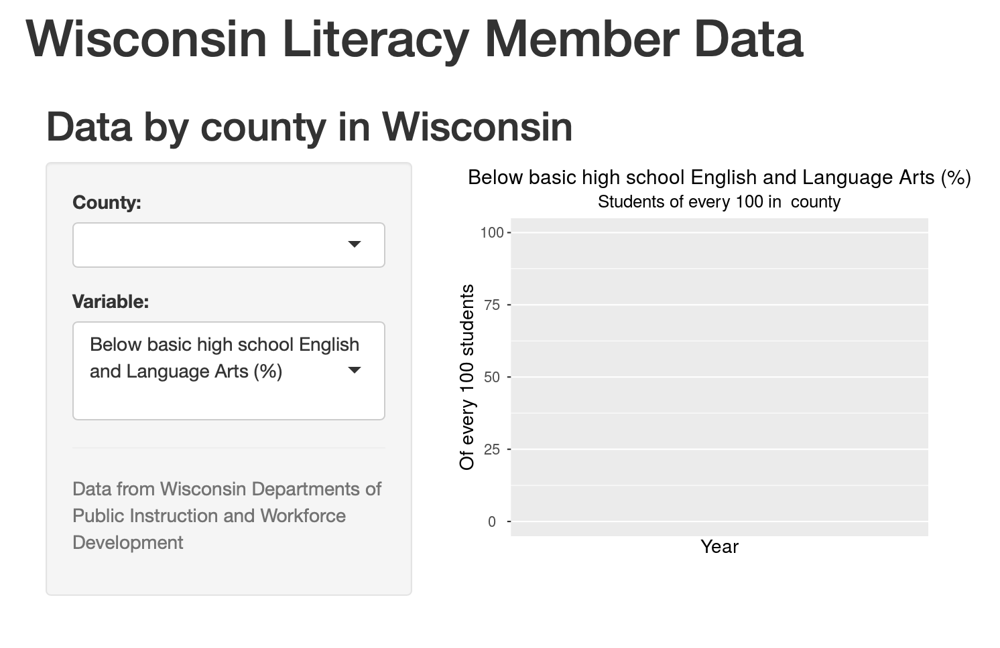 Wisconsin Literacy Member Data
Data by county in Wisconsin
County:
Variable:
Below basic high school English
and Language Arts (%)
Data from Wisconsin Departments of
Public Instruction and Workforce
Development
Below basic high school English and Language Arts (%)
Students of every 100 in  county
Of every 100 students
100
75
50
25
0
Year